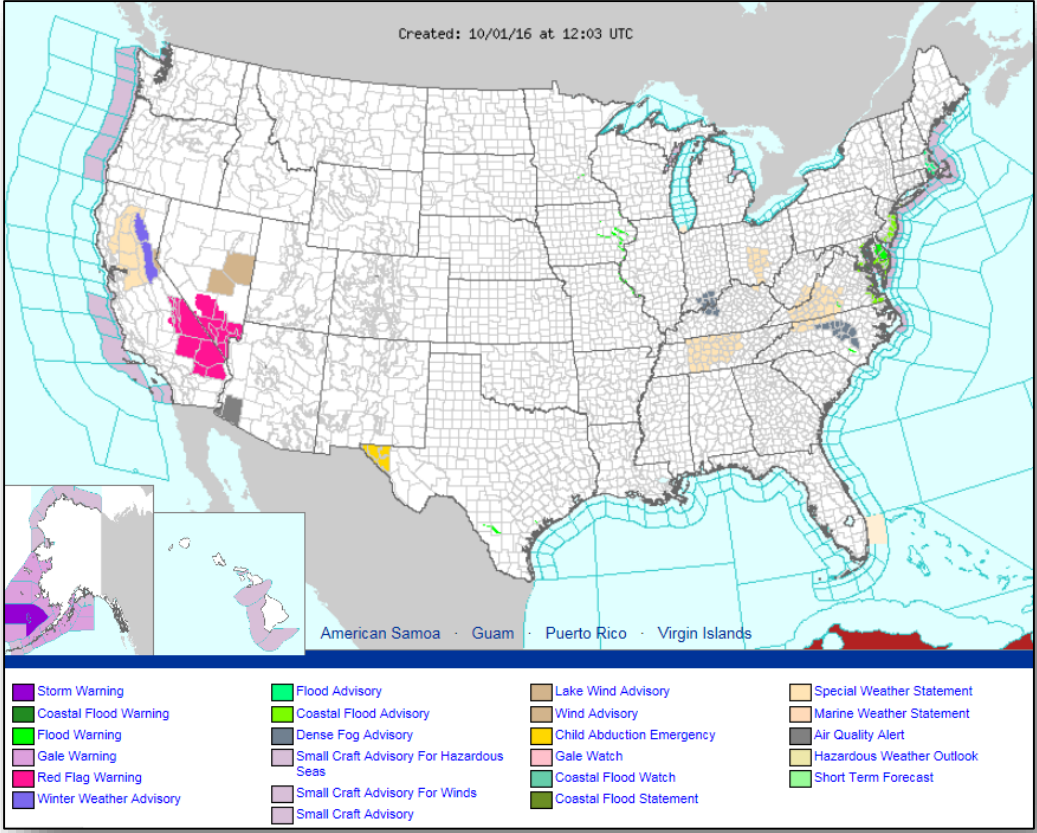 Created: 10/01/16 at 12:03 UTC
American Samoa · Guam · Puerto Rico · Virgin Islands
Storm Warning
Coastal Flood Warning
Flood Warning
Gale Warning
Red Flag Warning
Winter Weather Advisory
Flood Advisory
Coastal Flood Advisory
Dense Fog Advisory
Small Craft Advisory For Hazardous
Seas
Small Craft Advisory For Winds
Small Craft Advisory
Lake Wind Advisory
Wind Advisory
Child Abduction Emergency
Gale Watch
Coastal Flood Watch
Coastal Flood Statement
Special Weather Statement
Marine Weather Statement
Air Quality Alert
Hazardous Weather Outlook
Short Term Forecast